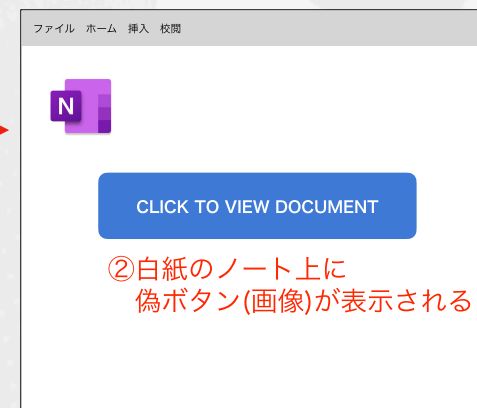 ファイル ホーム 挿入 校閲
N
CLICK TO VIEW DOCUMENT
②白紙のノート上に
偽ボタン(画像)が表示される